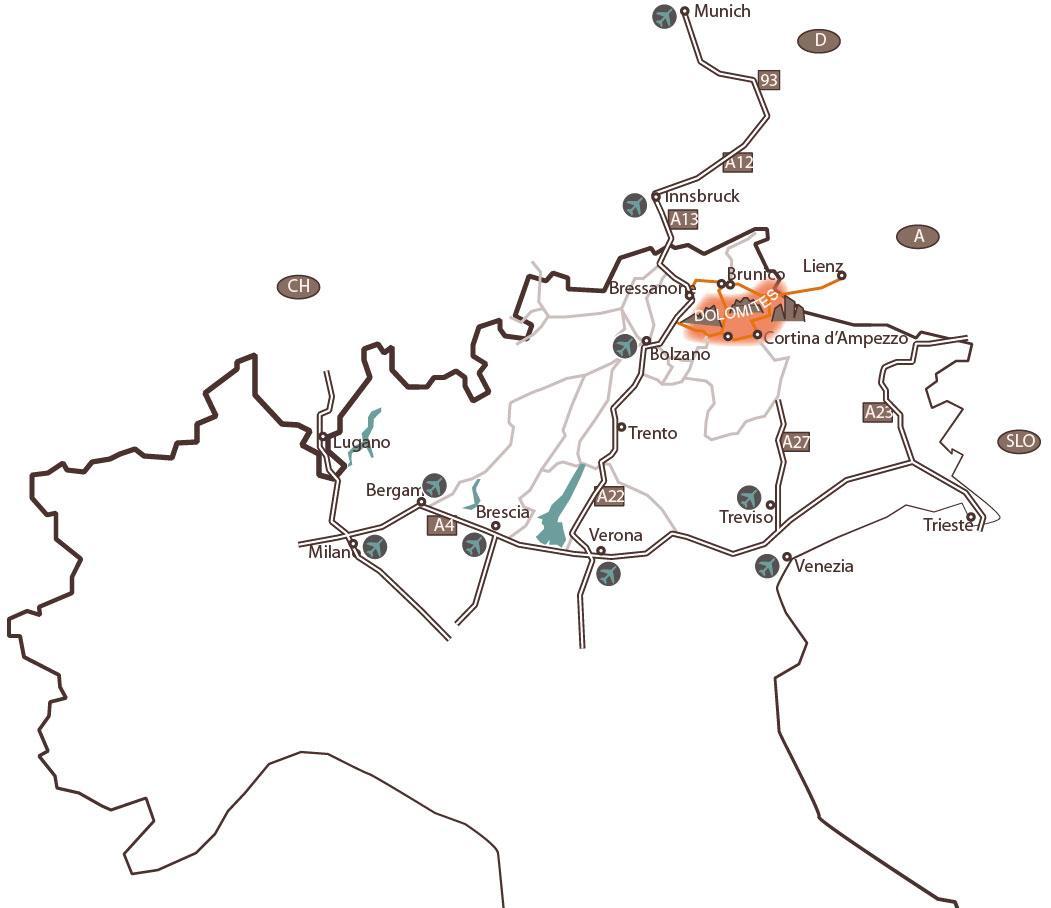 Munich
D
93
A12
Innsbruck
A13
A
CH
Brunico
Lienz
Bressanone
DOLOMITES
Cortina d'Ampezzo
Bolzano
A23
Trento
A27
SLO
Lugano
Bergam
A22
Treviso
Brescia
A4
Trieste
Verona
Milano
Venezia